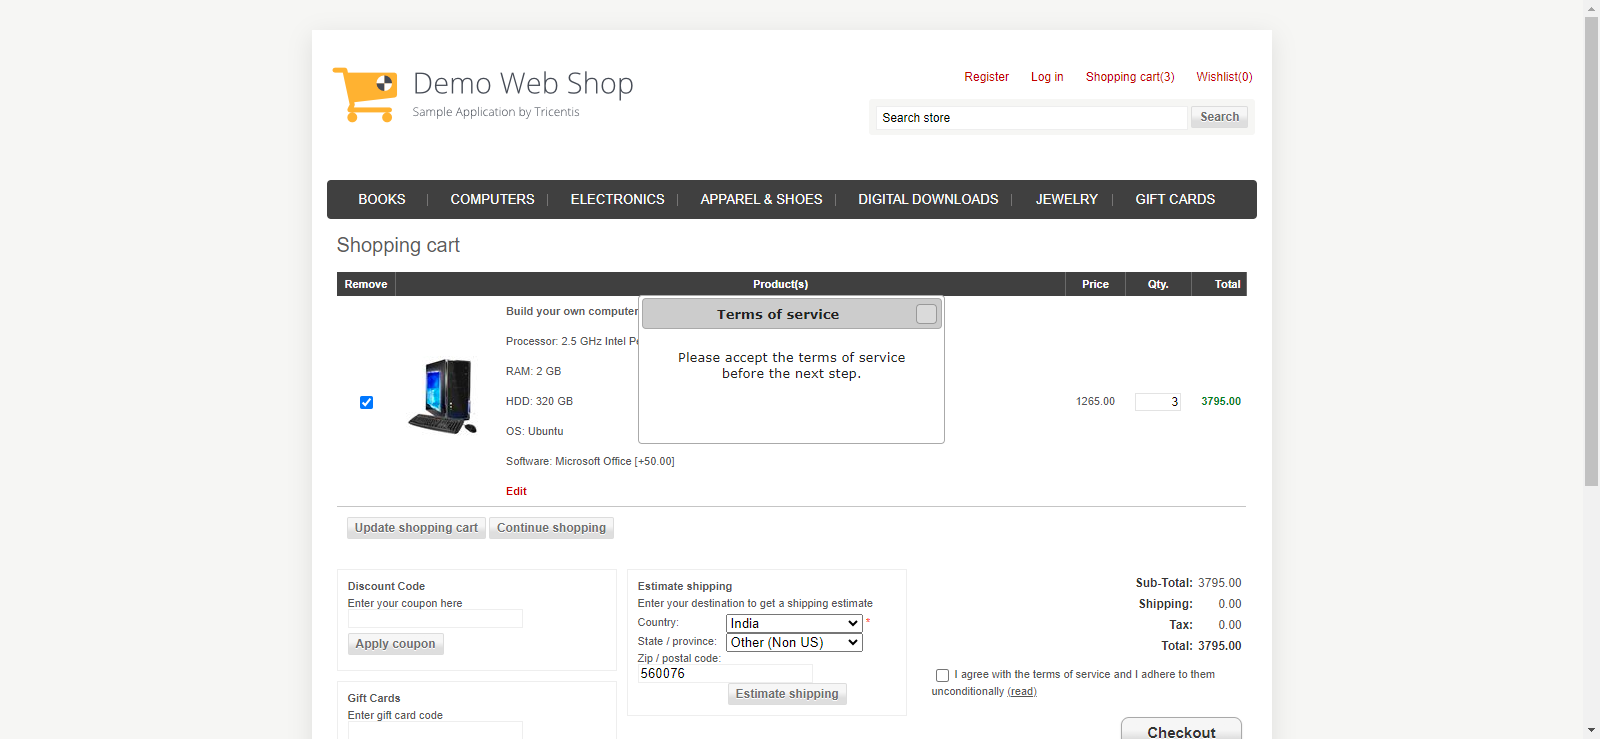 Demo Web Shop
Sample Application by Tricentis
Register Log in Shopping cart(3) Wishlist(0)
Search store Search
BOOKS COMPUTERS ELECTRONICS APPAREL & SHOES DIGITAL DOWNLOADS JEWELRY GIFT CARDS
Shopping cart
Remove Product(s) Price Qty. Total
Build your own computer
Processor: 2.5 GHz Intel
RAM: 2 GB
HDD: 320 GB
OS: Ubuntu
Software: Microsoft Office [+50.00]
Edit
1265.00 3 3795.00
Terms of service
Please accept the terms of service
before the next step.
Update shopping cart Continue shopping
Discount Code
Enter your coupon here
Apply coupon
Gift Cards
Enter gift card code
Estimate shipping
Enter your destination to get a shipping estimate
Country: India *
State / province: Other (Non US)
Zip / postal code:
560076
Estimate shipping
Sub-Total: 3795.00
Shipping: 0.00
Tax: 0.00
Total: 3795.00
I agree with the terms of service and I adhere to them
unconditionally (read)
Checkout